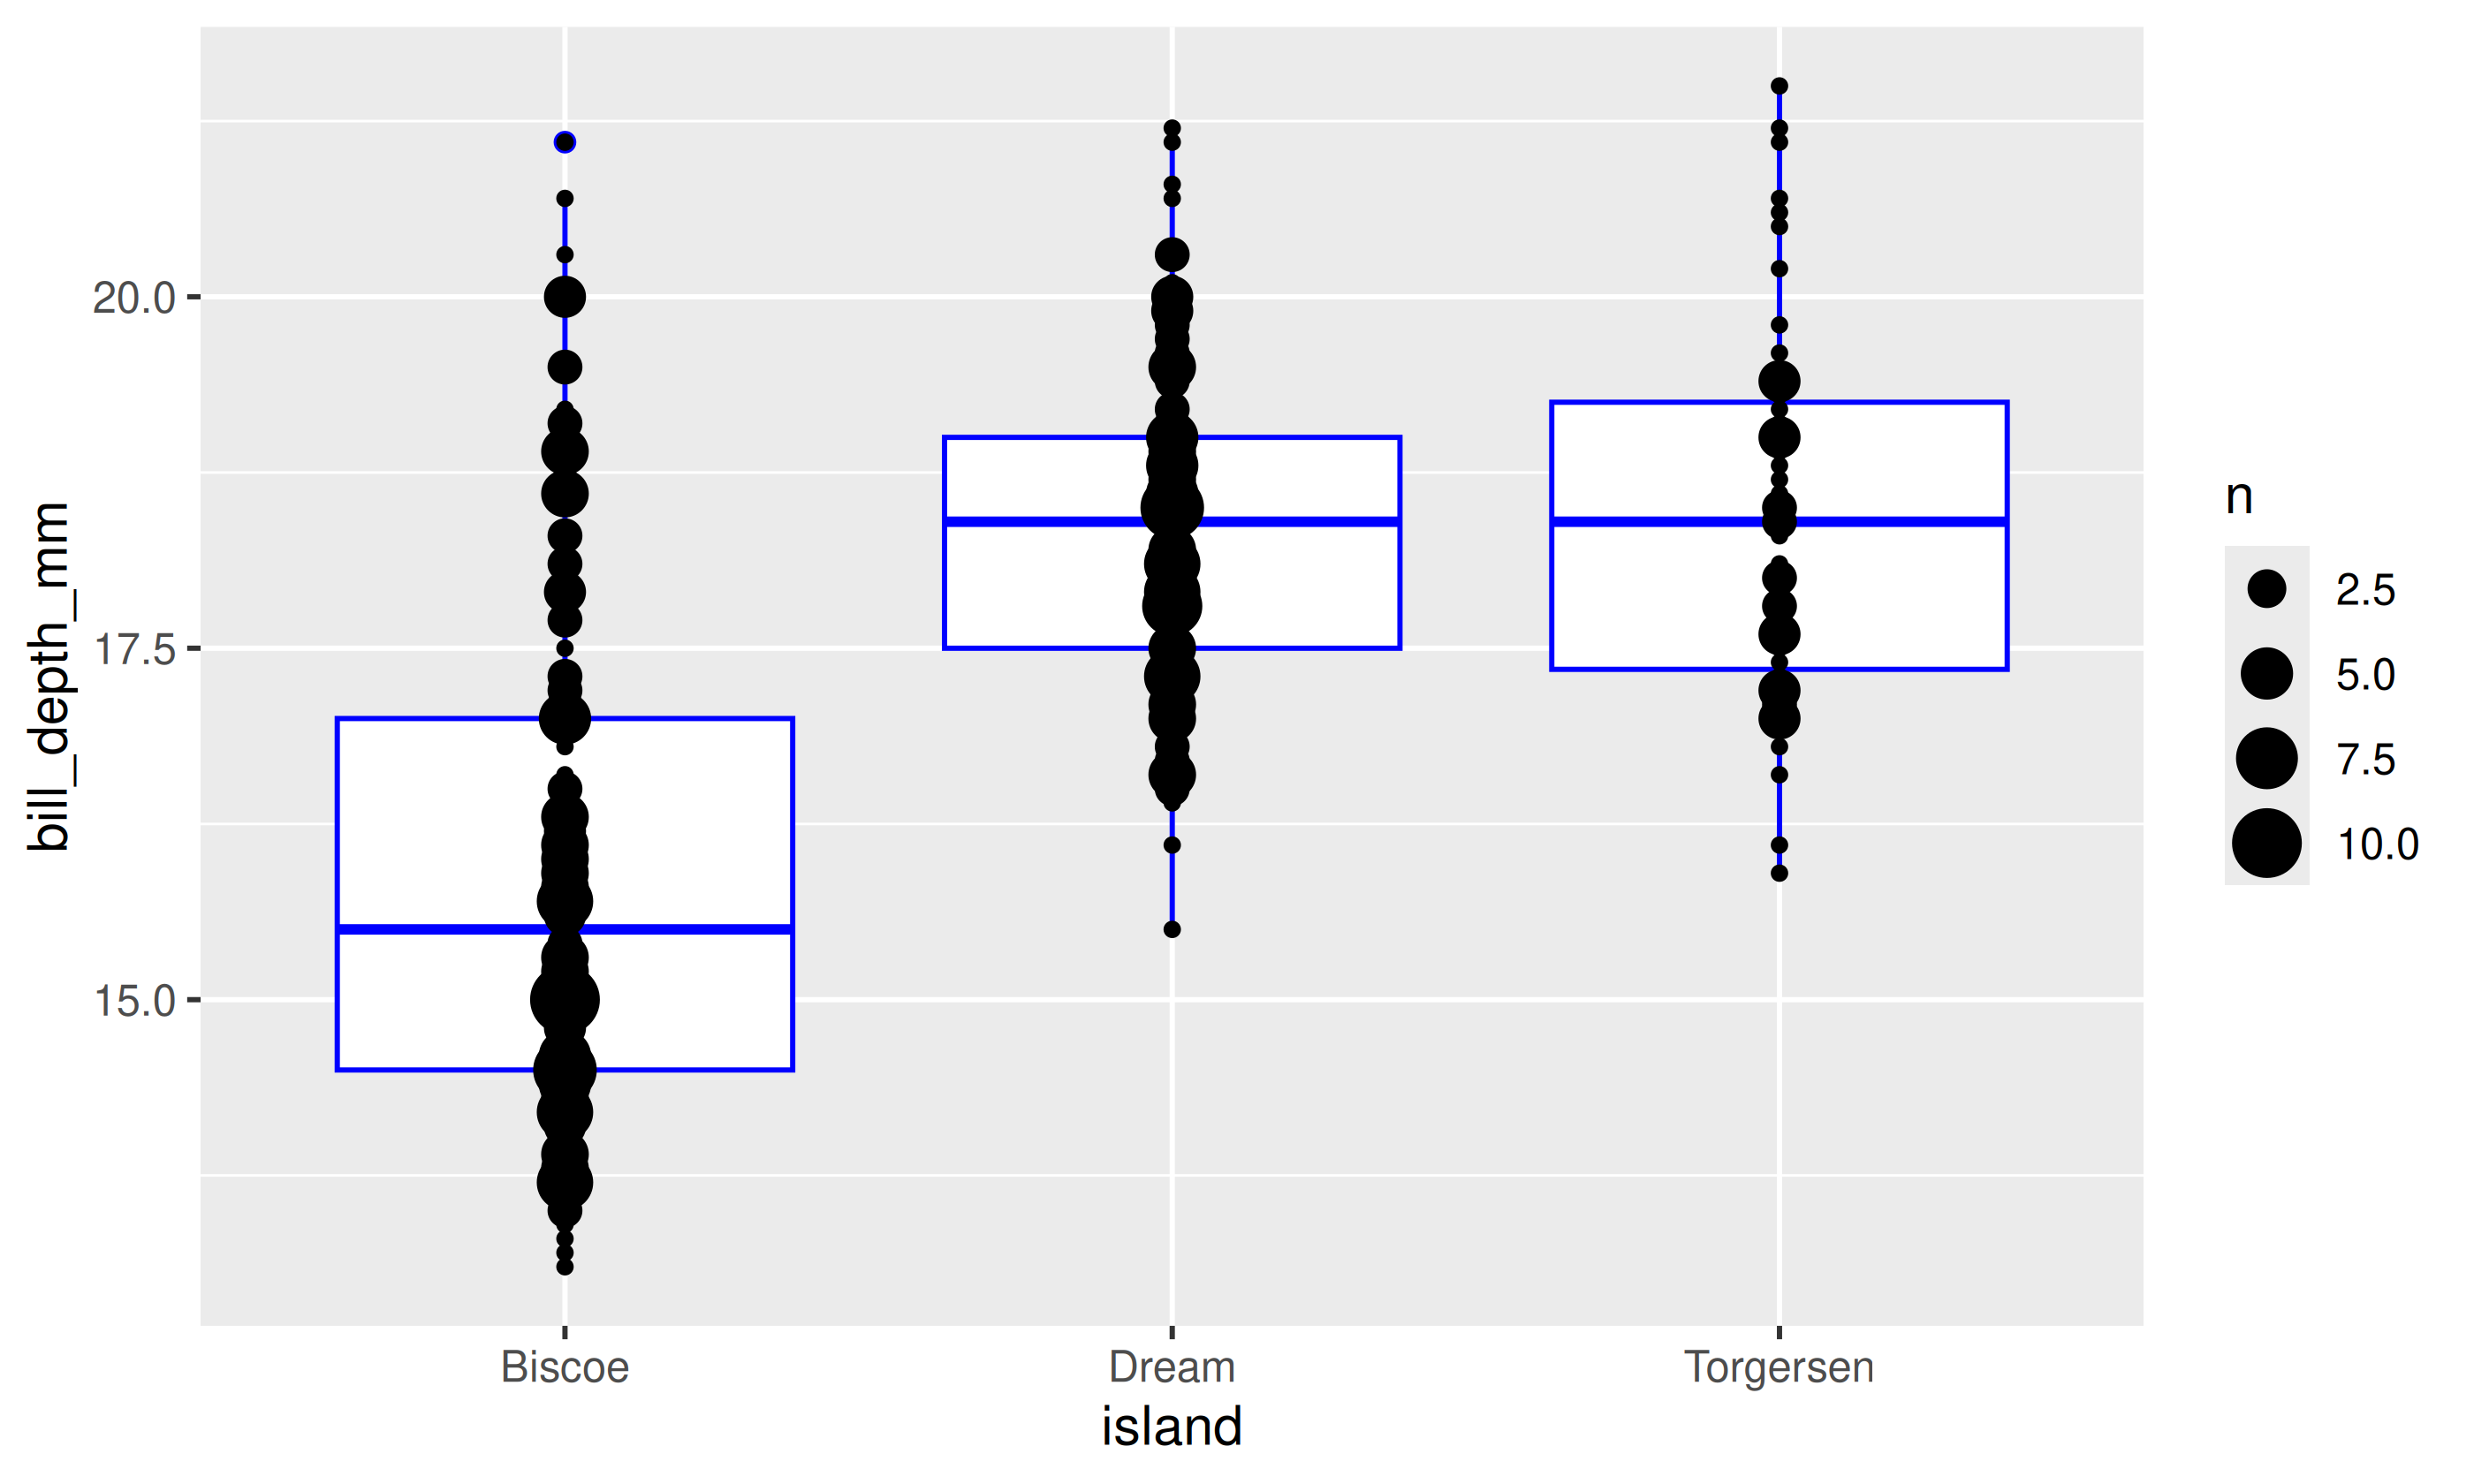 bill_depth_mm
20.0
17.5
15.0
Biscoe
Dream
Torgersen
island
n
2.5
5.0
7.5
10.0